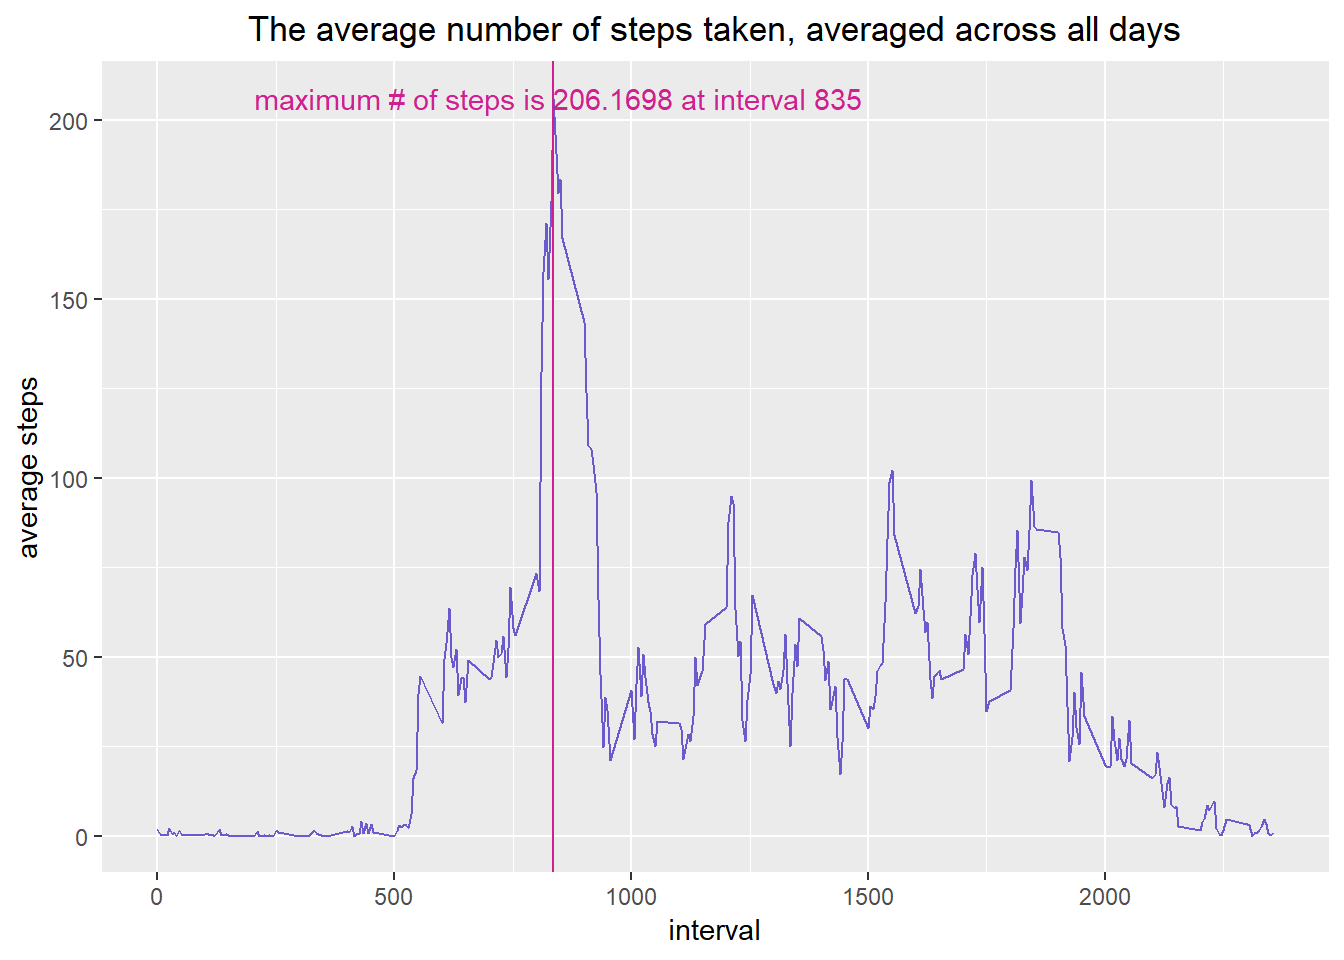 The average number of steps taken, averaged across all days
maximum # of steps is 206.1698 at interval 835
200
150
100
50
0
average steps
0 500 1000 1500 2000
interval